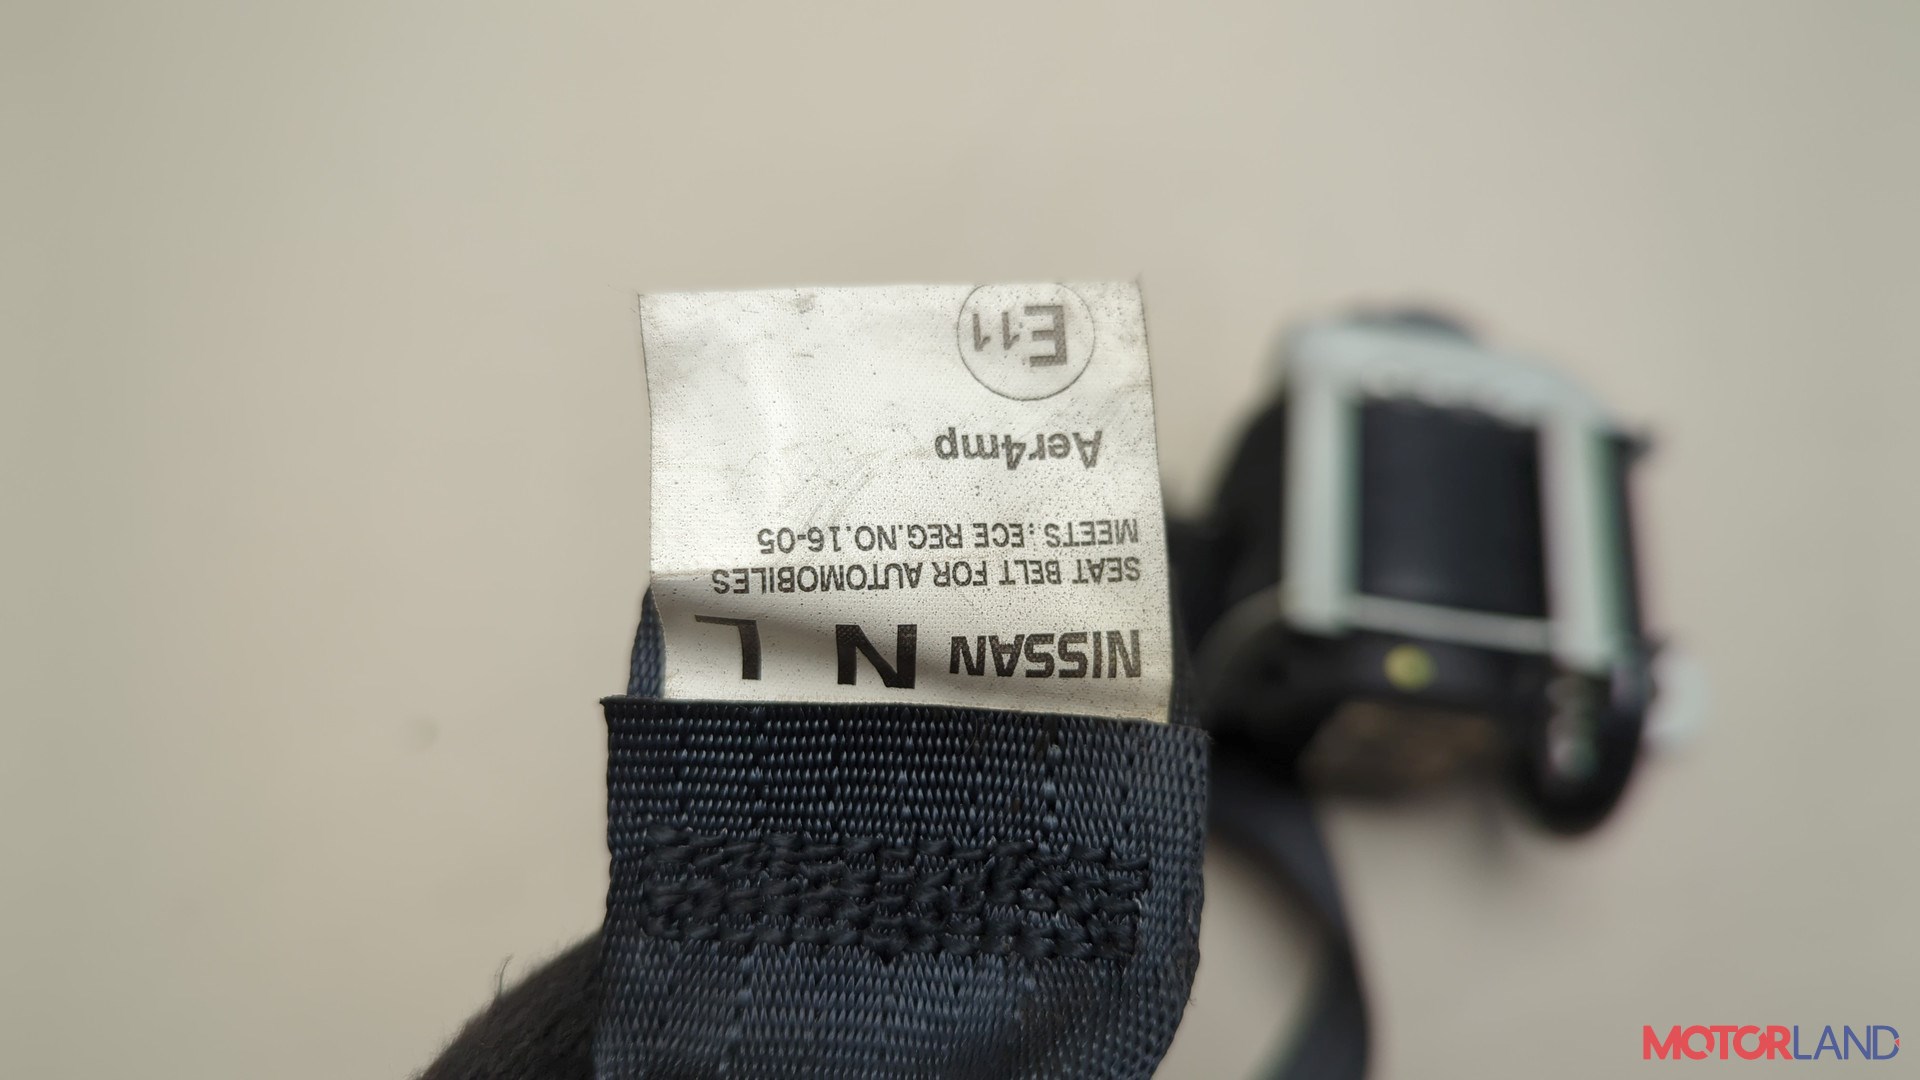 NISSAN N L
SEAT BELT FOR AUTOMOBILES
MEETS:ECE REG.NO.16-05
Aer4mp
E11
MOTORLAND